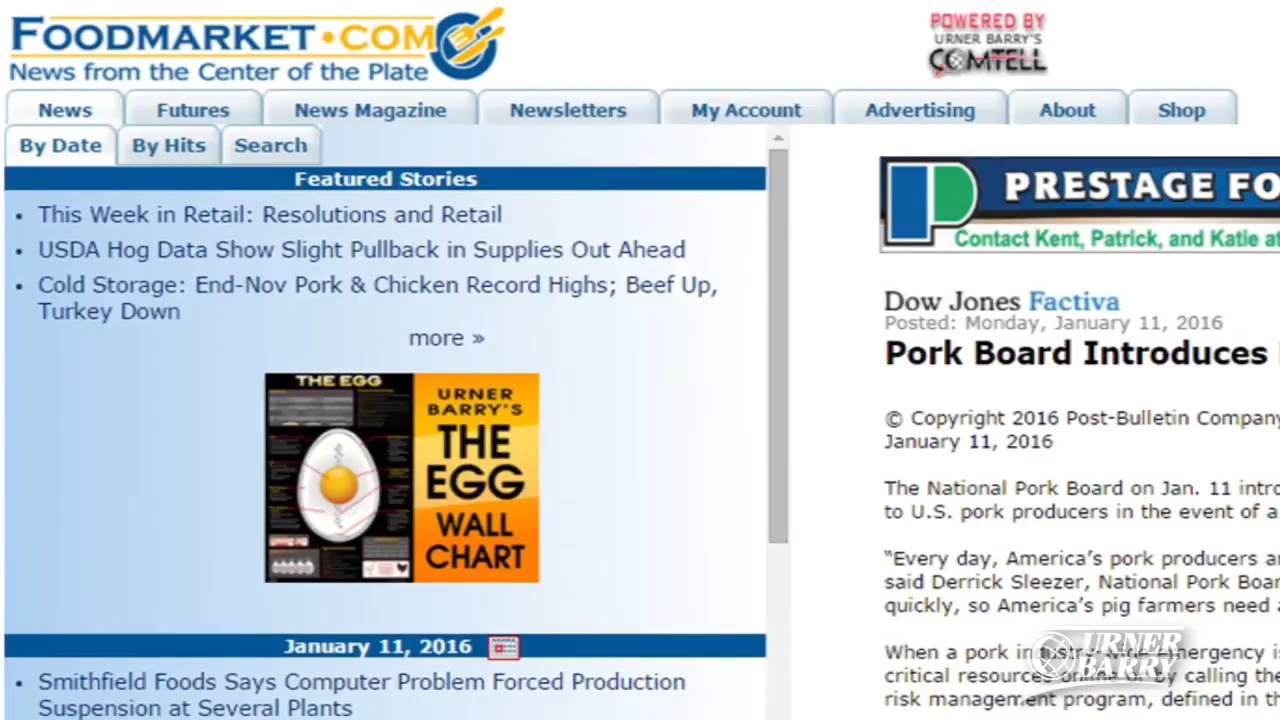 FOODMARKET•COM
News from the Center of the Plate
POWERED BY
URNER BARRY'S
COMTELL
News Futures News Magazine Newsletters My Account Advertising About Shop
By Date By Hits Search
Featured Stories
• This Week in Retail: Resolutions and Retail
• USDA Hog Data Show Slight Pullback in Supplies Out Ahead
• Cold Storage: End-Nov Pork & Chicken Record Highs; Beef Up,
Turkey Down
more »
THE EGG
URNER
BARRY'S
THE
EGG
WALL
CHART
January 11, 2016
• Smithfield Foods Says Computer Problem Forced Production
Suspension at Several Plants
PRESTAGE FO
Contact Kent, Patrick, and Katie at
Dow Jones Factiva
Posted: Monday, January 11, 2016
Pork Board Introduces
© Copyright 2016 Post-Bulletin Company
January 11, 2016
The National Pork Board on Jan. 11 intro
to U.S. pork producers in the event of a
“Every day, America’s pork producers a
said Derrick Sleezer, National Pork Boar
quickly, so America’s pig farmers need a
When a pork industry-wide emergency is
critical resources online or by calling the
risk management program, defined in th
URNER
BARRY